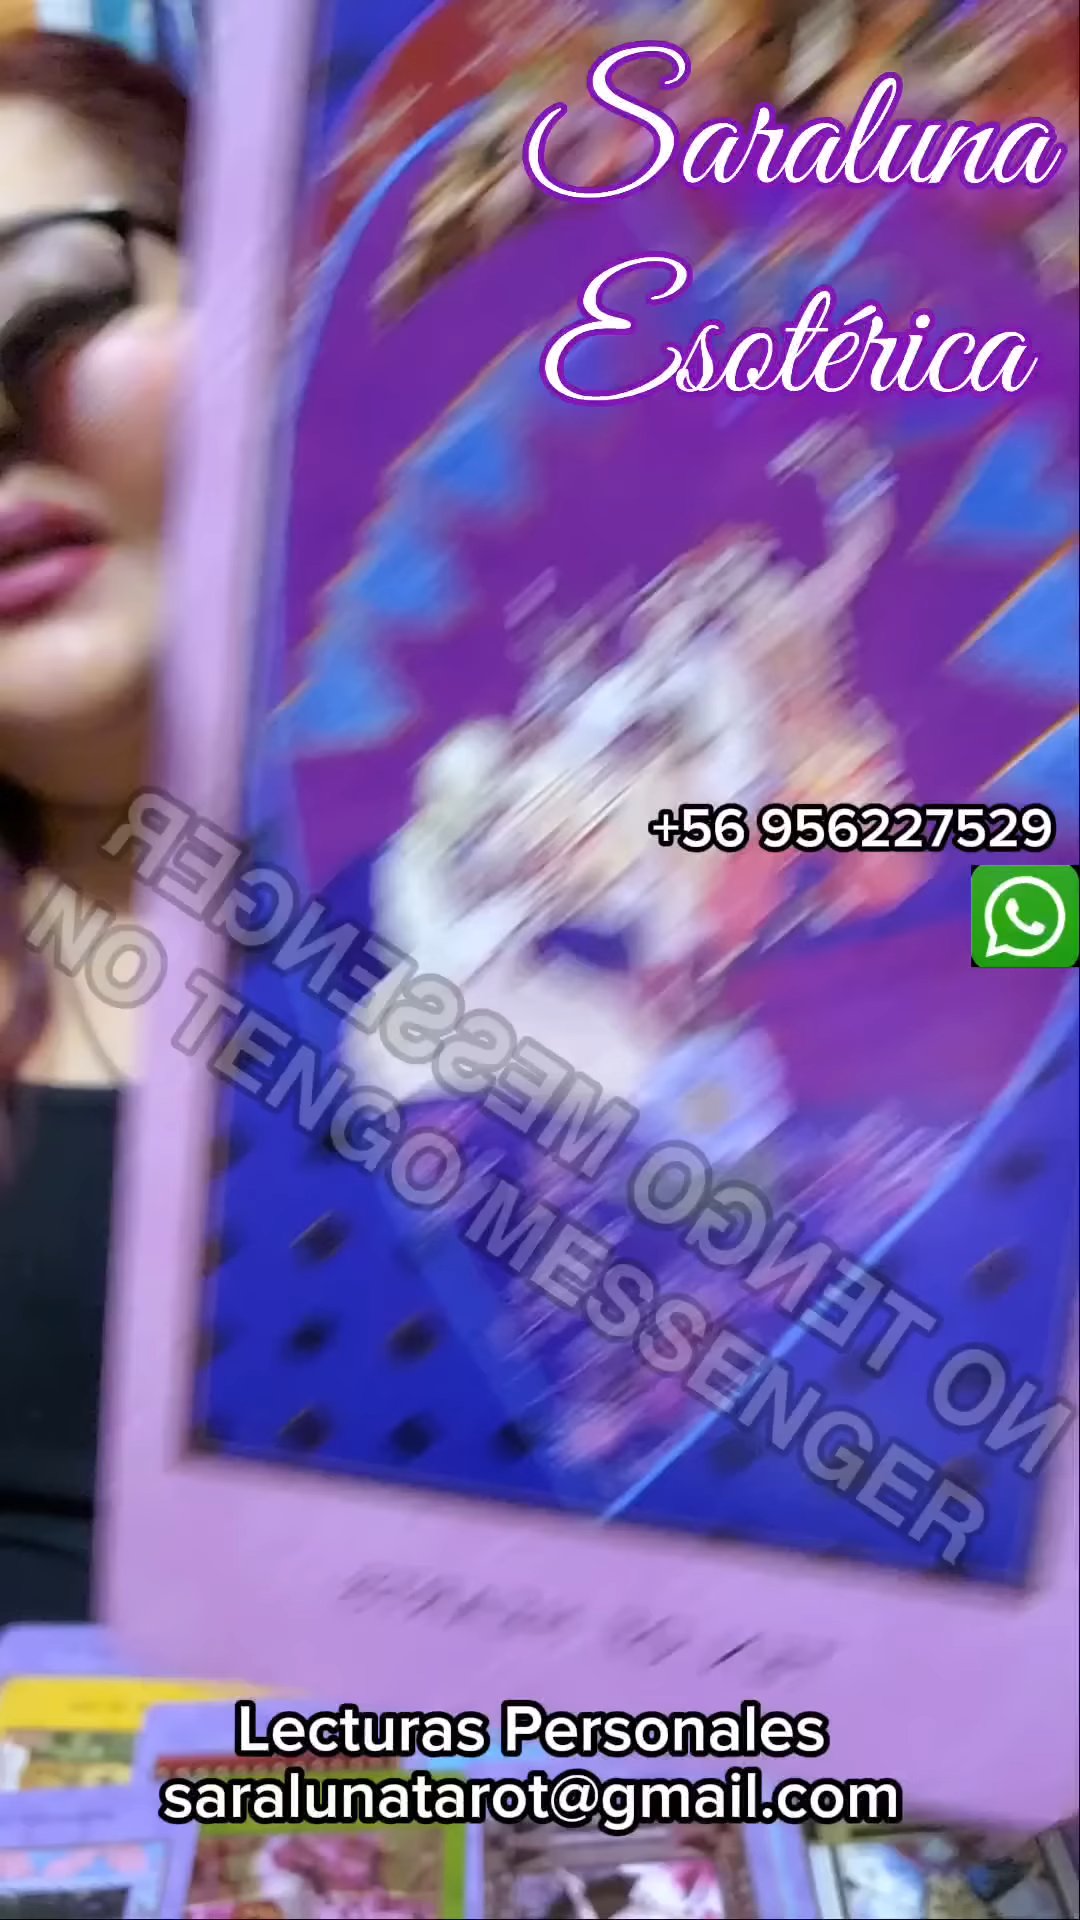 Saraluna
Esotérica
+56 956227529
NO TENGO MESSENGER
NO TENGO MESSENGER
Lecturas Personales
saralunatarot@gmail.com